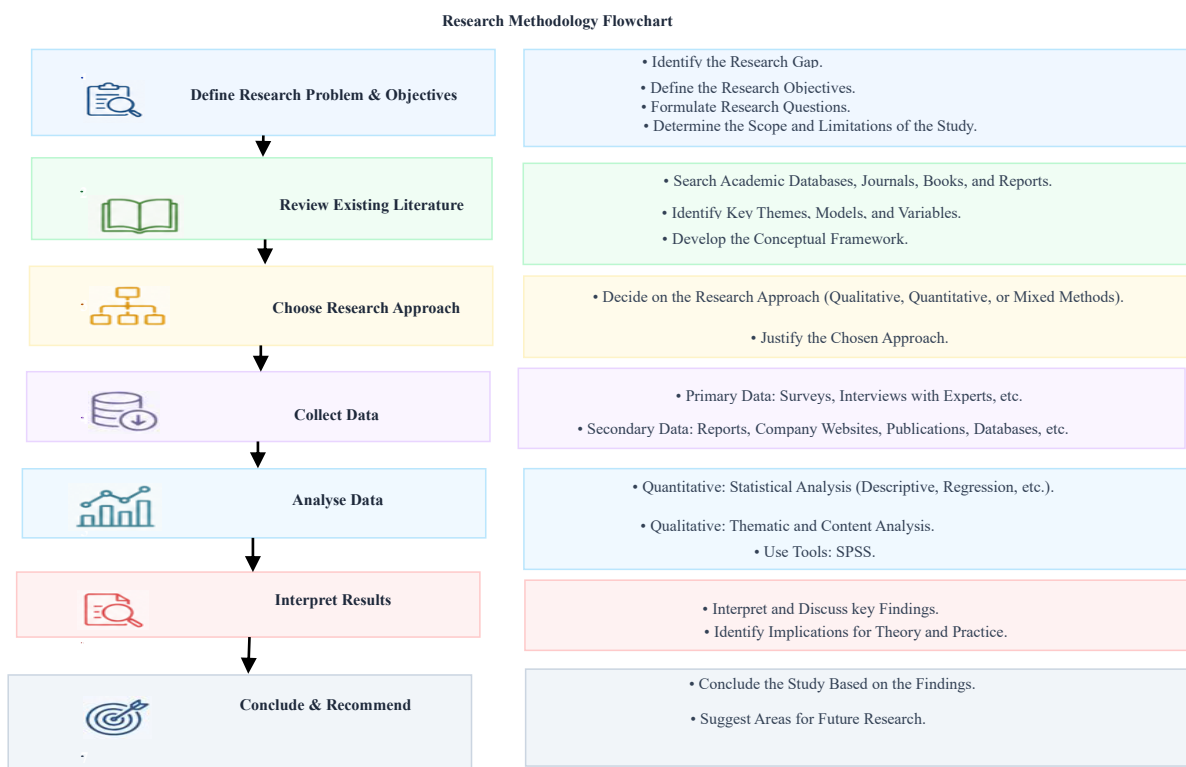 Research Methodology Flowchart
Define Research Problem & Objectives
• Identify the Research Gap.
• Define the Research Objectives.
• Formulate Research Questions.
• Determine the Scope and Limitations of the Study.
Review Existing Literature
• Search Academic Databases, Journals, Books, and Reports.
• Identify Key Themes, Models, and Variables.
• Develop the Conceptual Framework.
Choose Research Approach
• Decide on the Research Approach (Qualitative, Quantitative, or Mixed Methods).
• Justify the Chosen Approach.
Collect Data
• Primary Data: Surveys, Interviews with Experts, etc.
• Secondary Data: Reports, Company Websites, Publications, Databases, etc.
Analyse Data
• Quantitative: Statistical Analysis (Descriptive, Regression, etc.).
• Qualitative: Thematic and Content Analysis.
• Use Tools: SPSS.
Interpret Results
• Interpret and Discuss key Findings.
• Identify Implications for Theory and Practice.
Conclude & Recommend
• Conclude the Study Based on the Findings.
• Suggest Areas for Future Research.